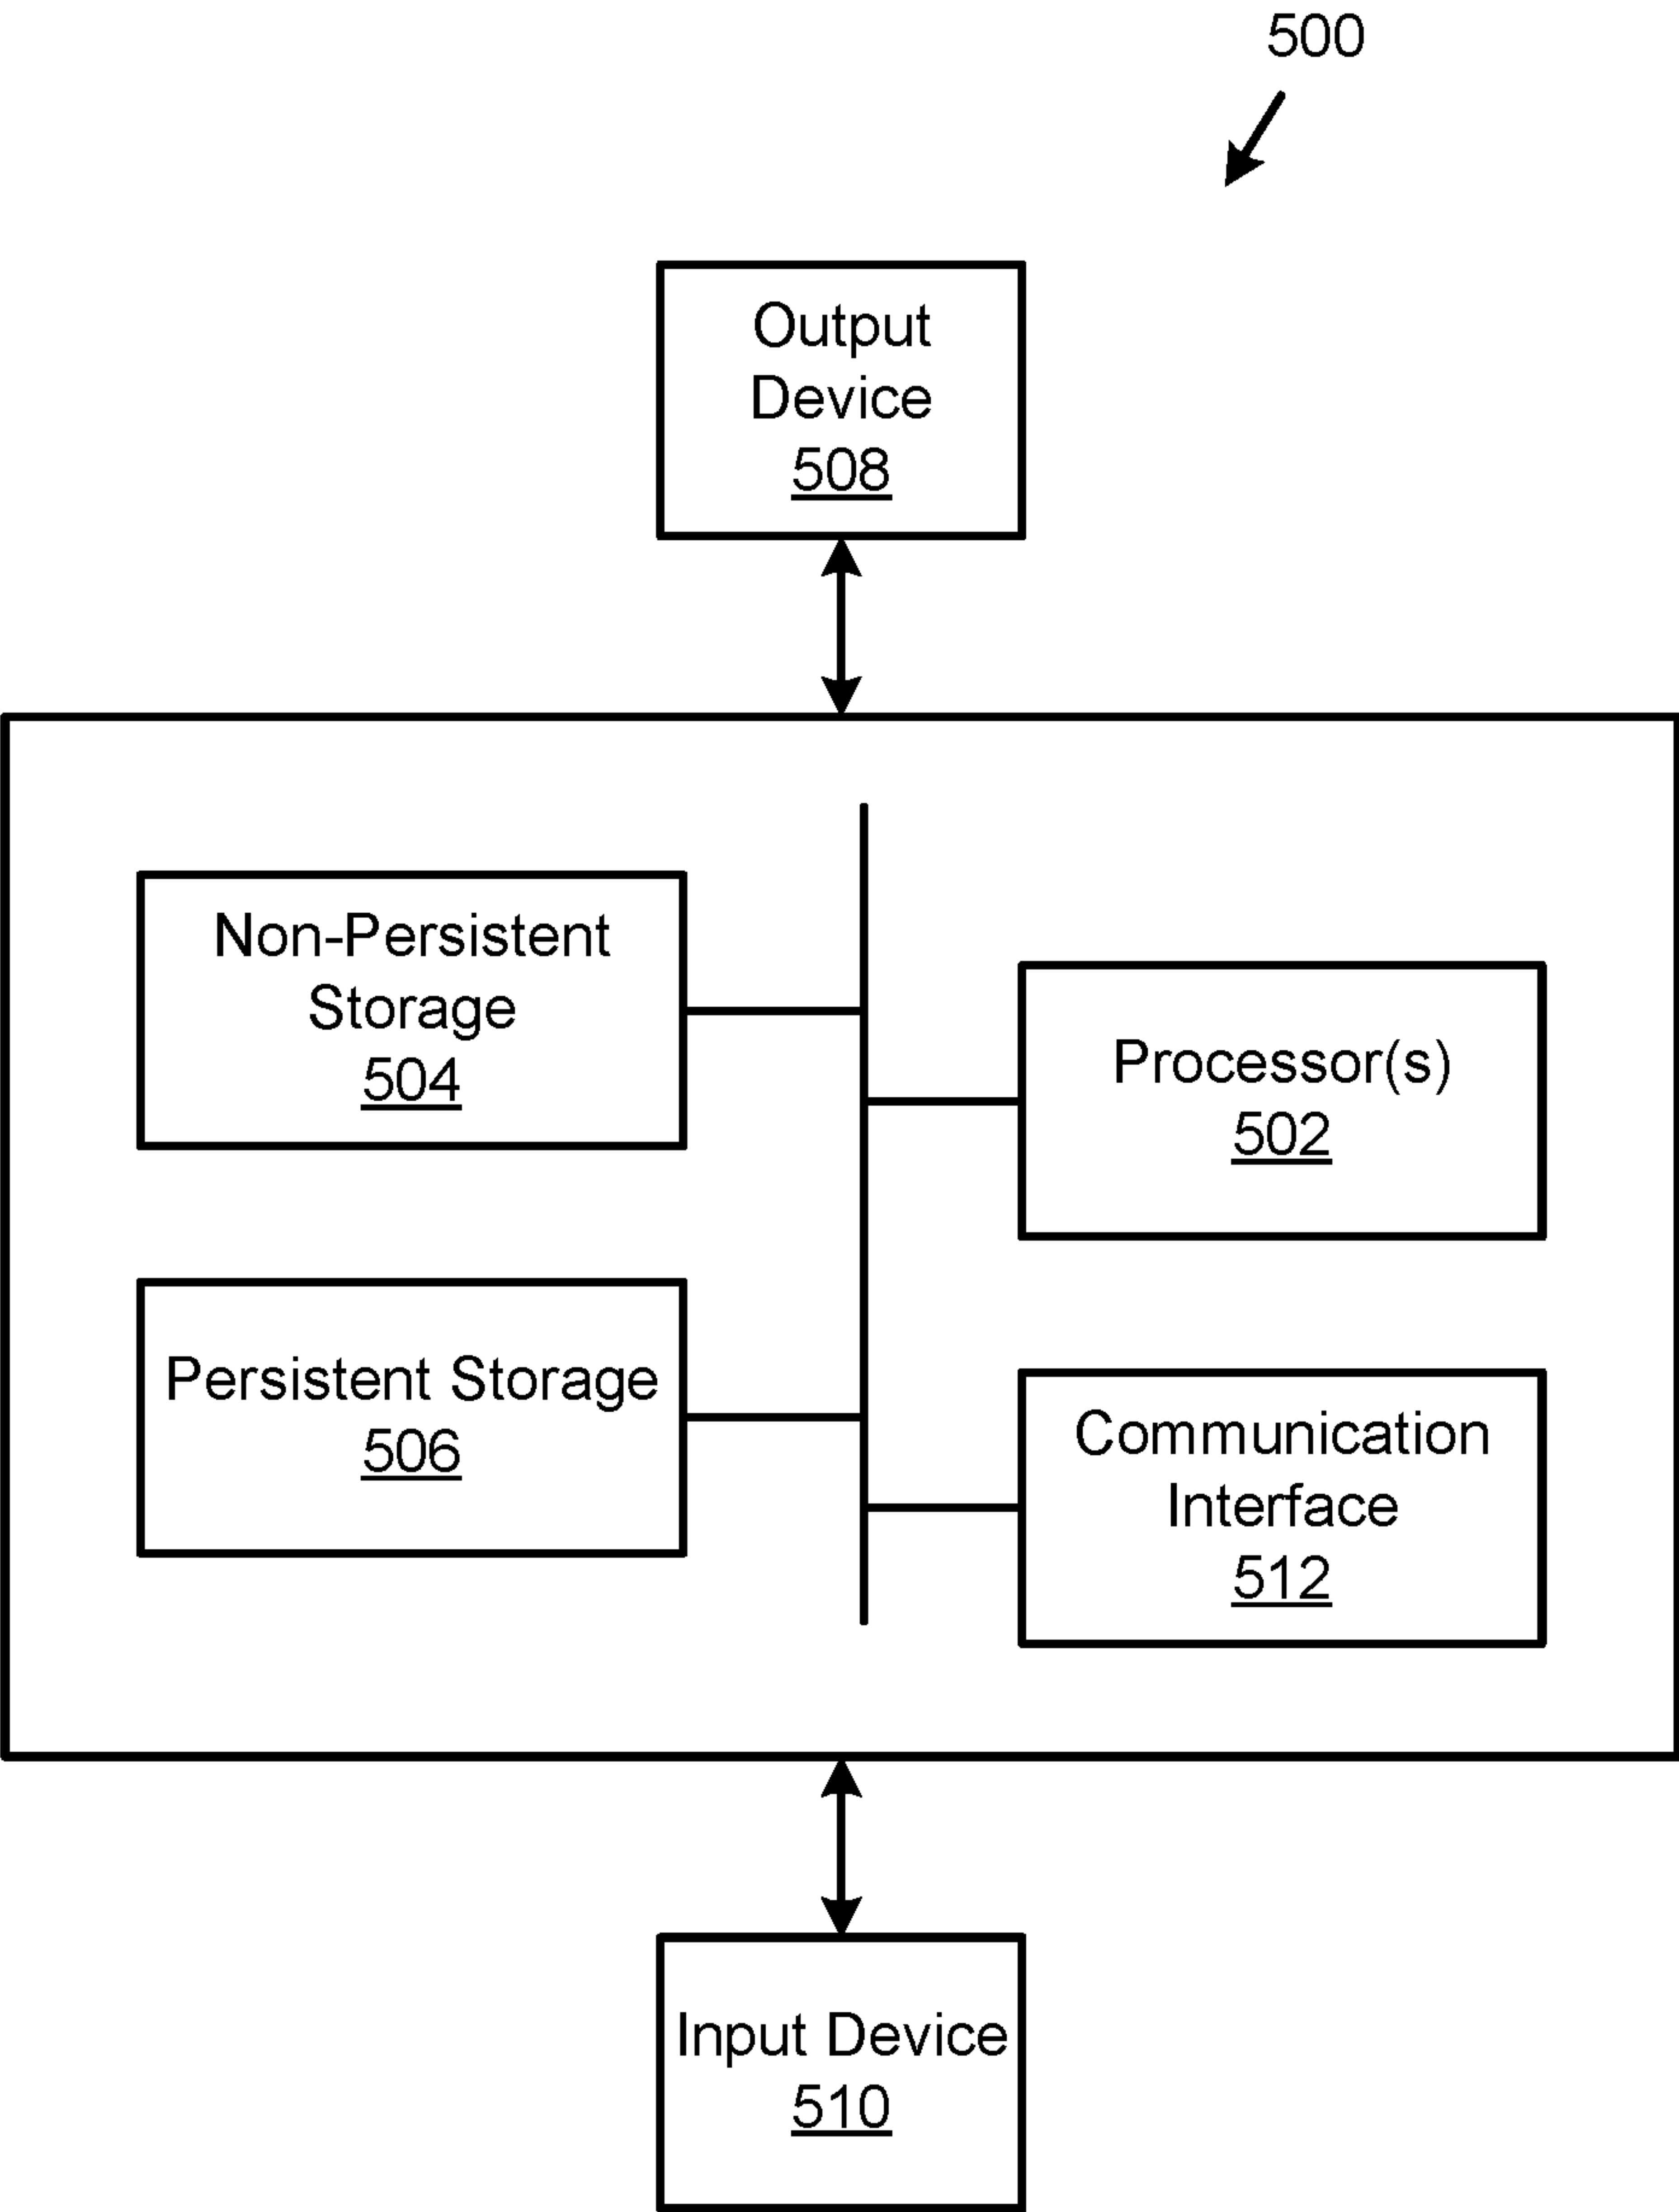 500
Output
Device
508
Non-Persistent
Storage
504
Processor(s)
502
Persistent Storage
506
Communication
Interface
512
Input Device
510